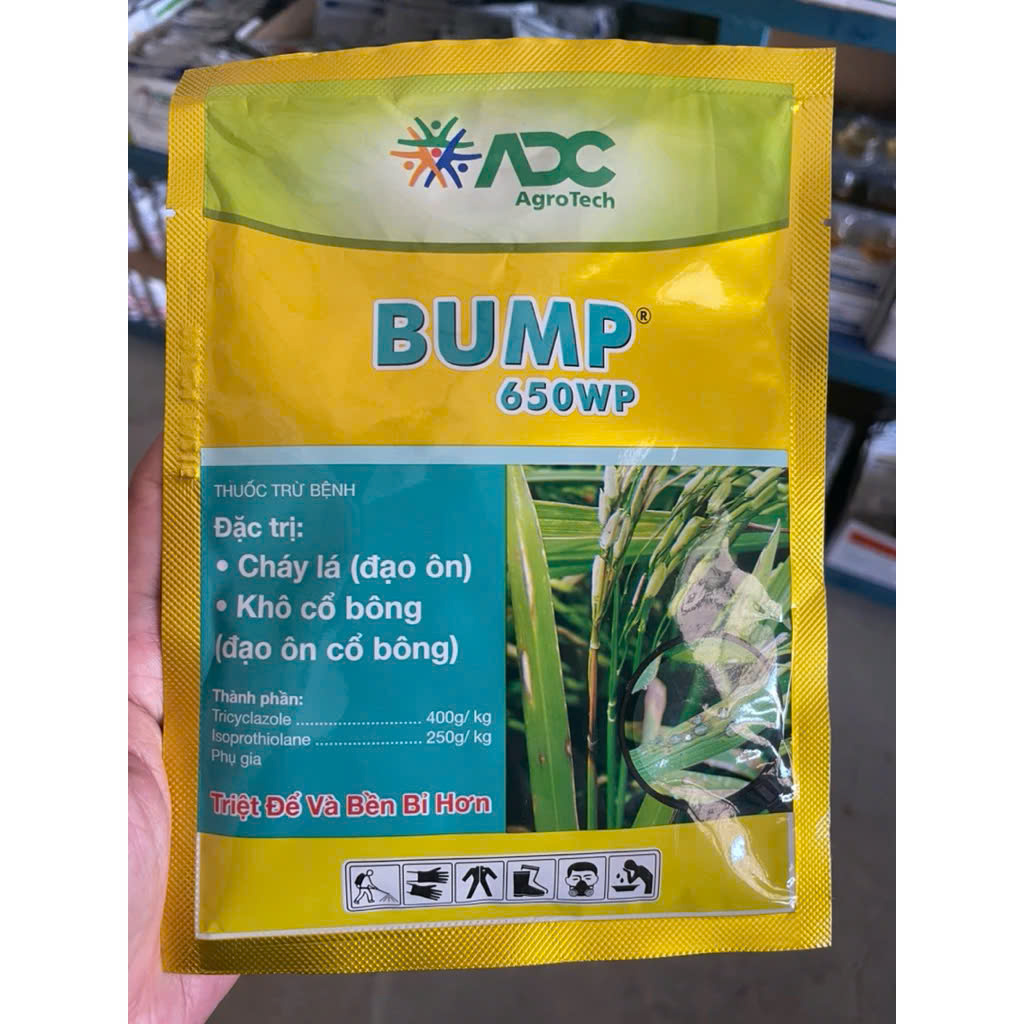 ADC
AgroTech
BUMP®
650WP
THUỐC TRỪ BỆNH
Đặc trị:
• Cháy lá (đạo ôn)
• Khô cổ bông
(đạo ôn cổ bông)
Thành phần:
Tricyclazole .............................. 400g/ kg
Isoprothiolane ......................... 250g/ kg
Phụ gia
Triệt Để Và Bền Bỉ Hơn